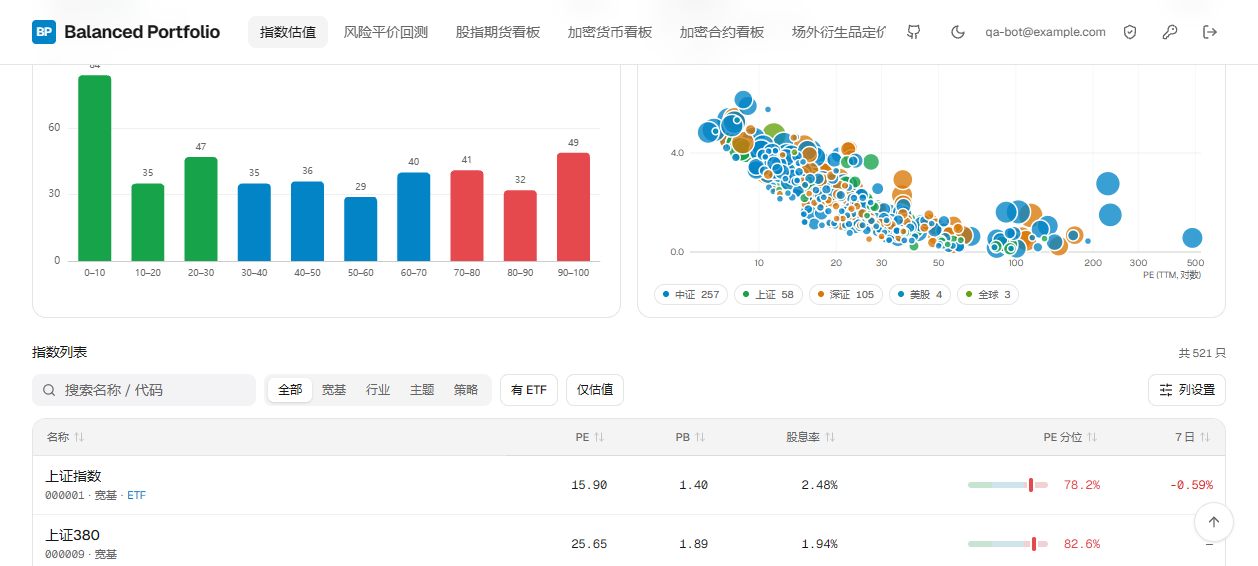 BP Balanced Portfolio 指数估值 风险平价回测 股指期货看板 加密货币看板 加密合约看板 场外衍生品定价 qa-bot@example.com
84
60
30
0
35
47
35
36
29
40
41
32
49
0–10 10–20 20–30 30–40 40–50 50–60 60–70 70–80 80–90 90–100
4.0
0.0
10 20 30 50 100 200 300 500
PE (TTM, 对数)
中证 257 上证 58 深证 105 美股 4 全球 3
指数列表 共 521 只
搜索名称 / 代码 全部 宽基 行业 主题 策略 有 ETF 仅估值 列设置
名称 PE PB 股息率 PE 分位 7 日
上证指数 15.90 1.40 2.48% 78.2% -0.59%
000001 · 宽基 · ETF
上证380 25.65 1.89 1.94% 82.6% –
000009 · 宽基